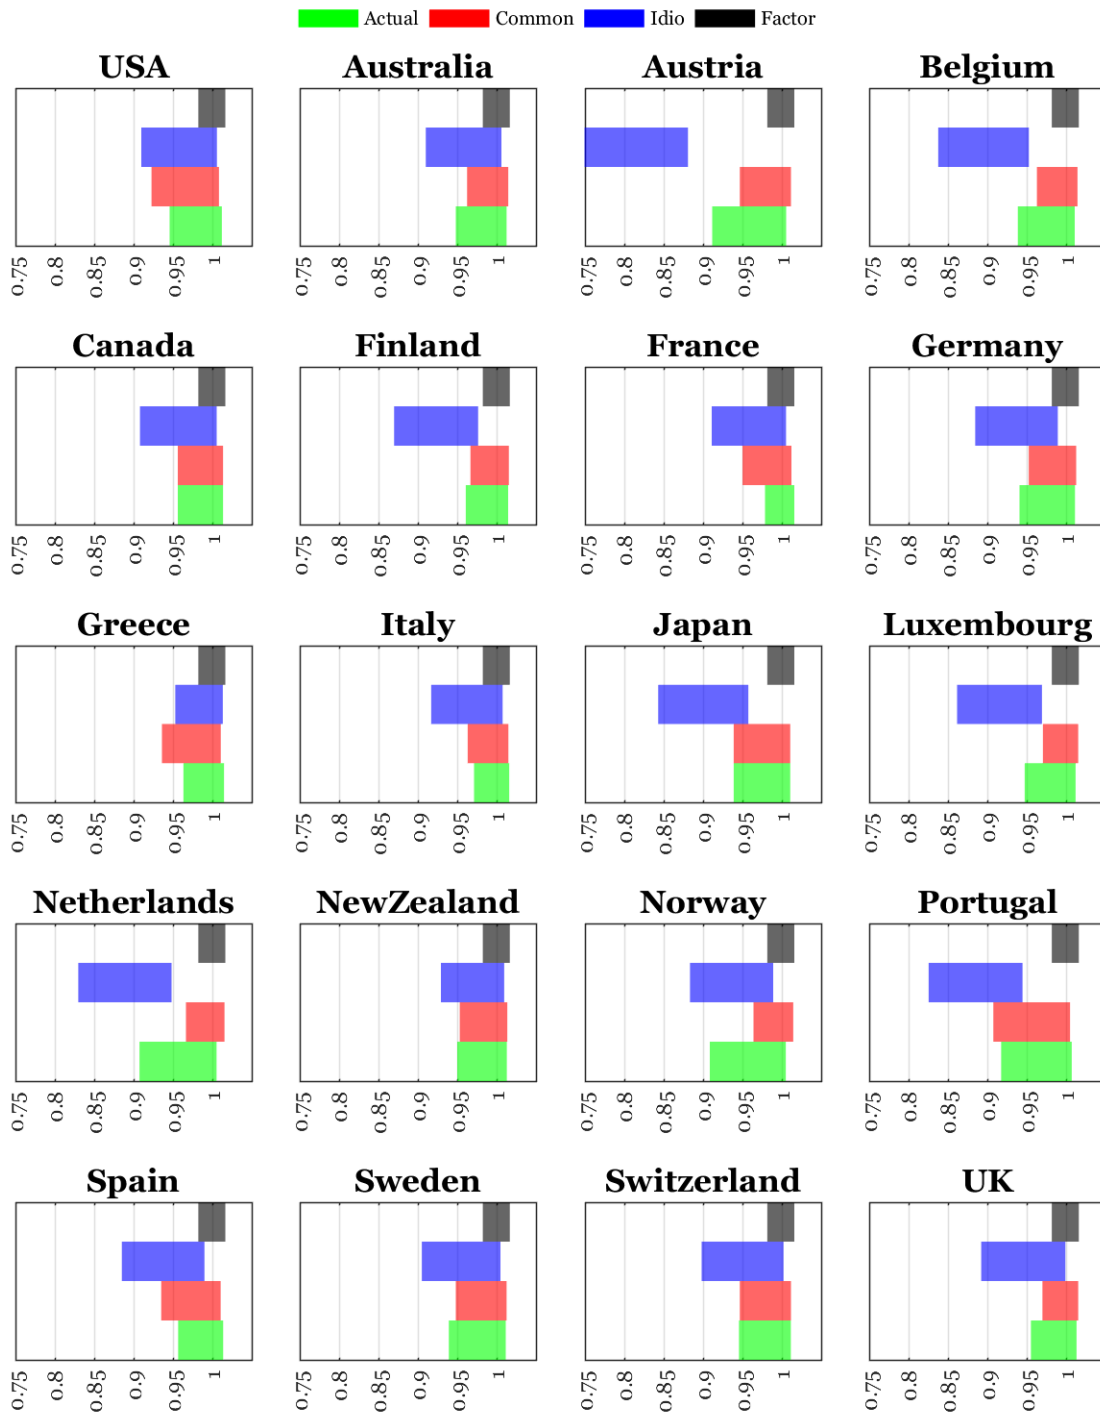 Actual Common Idio Factor
USA Australia Austria Belgium
0.75 0.8 0.85 0.9 0.95 1 0.75 0.8 0.85 0.9 0.95 1 0.75 0.8 0.85 0.9 0.95 1 0.75 0.8 0.85 0.9 0.95 1
Canada Finland France Germany
0.75 0.8 0.85 0.9 0.95 1 0.75 0.8 0.85 0.9 0.95 1 0.75 0.8 0.85 0.9 0.95 1 0.75 0.8 0.85 0.9 0.95 1
Greece Italy Japan Luxembourg
0.75 0.8 0.85 0.9 0.95 1 0.75 0.8 0.85 0.9 0.95 1 0.75 0.8 0.85 0.9 0.95 1 0.75 0.8 0.85 0.9 0.95 1
Netherlands NewZealand Norway Portugal
0.75 0.8 0.85 0.9 0.95 1 0.75 0.8 0.85 0.9 0.95 1 0.75 0.8 0.85 0.9 0.95 1 0.75 0.8 0.85 0.9 0.95 1
Spain Sweden Switzerland UK
0.75 0.8 0.85 0.9 0.95 1 0.75 0.8 0.85 0.9 0.95 1 0.75 0.8 0.85 0.9 0.95 1 0.75 0.8 0.85 0.9 0.95 1